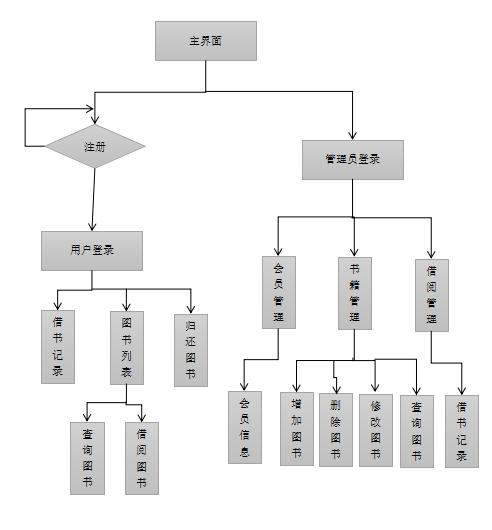 主界面
注册
管理员登录
用户登录
会员管理
书籍管理
借阅管理
借书记录
图书列表
归还图书
会员信息
增加图书
删除图书
修改图书
查询图书
借书记录
查询图书
借阅图书